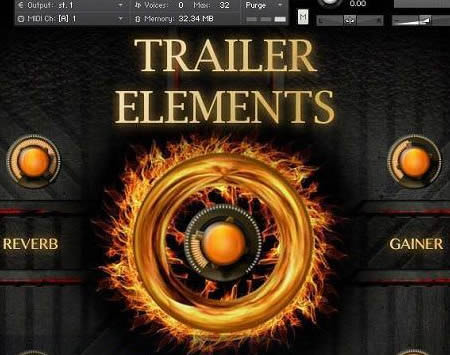 Output: st. 1 Voices: 0 Max: 32 Purge
MIDI Ch: [A] 1 Memory: 32.34 MB
0.00
M
TRAILER
ELEMENTS
REVERB
GAINER